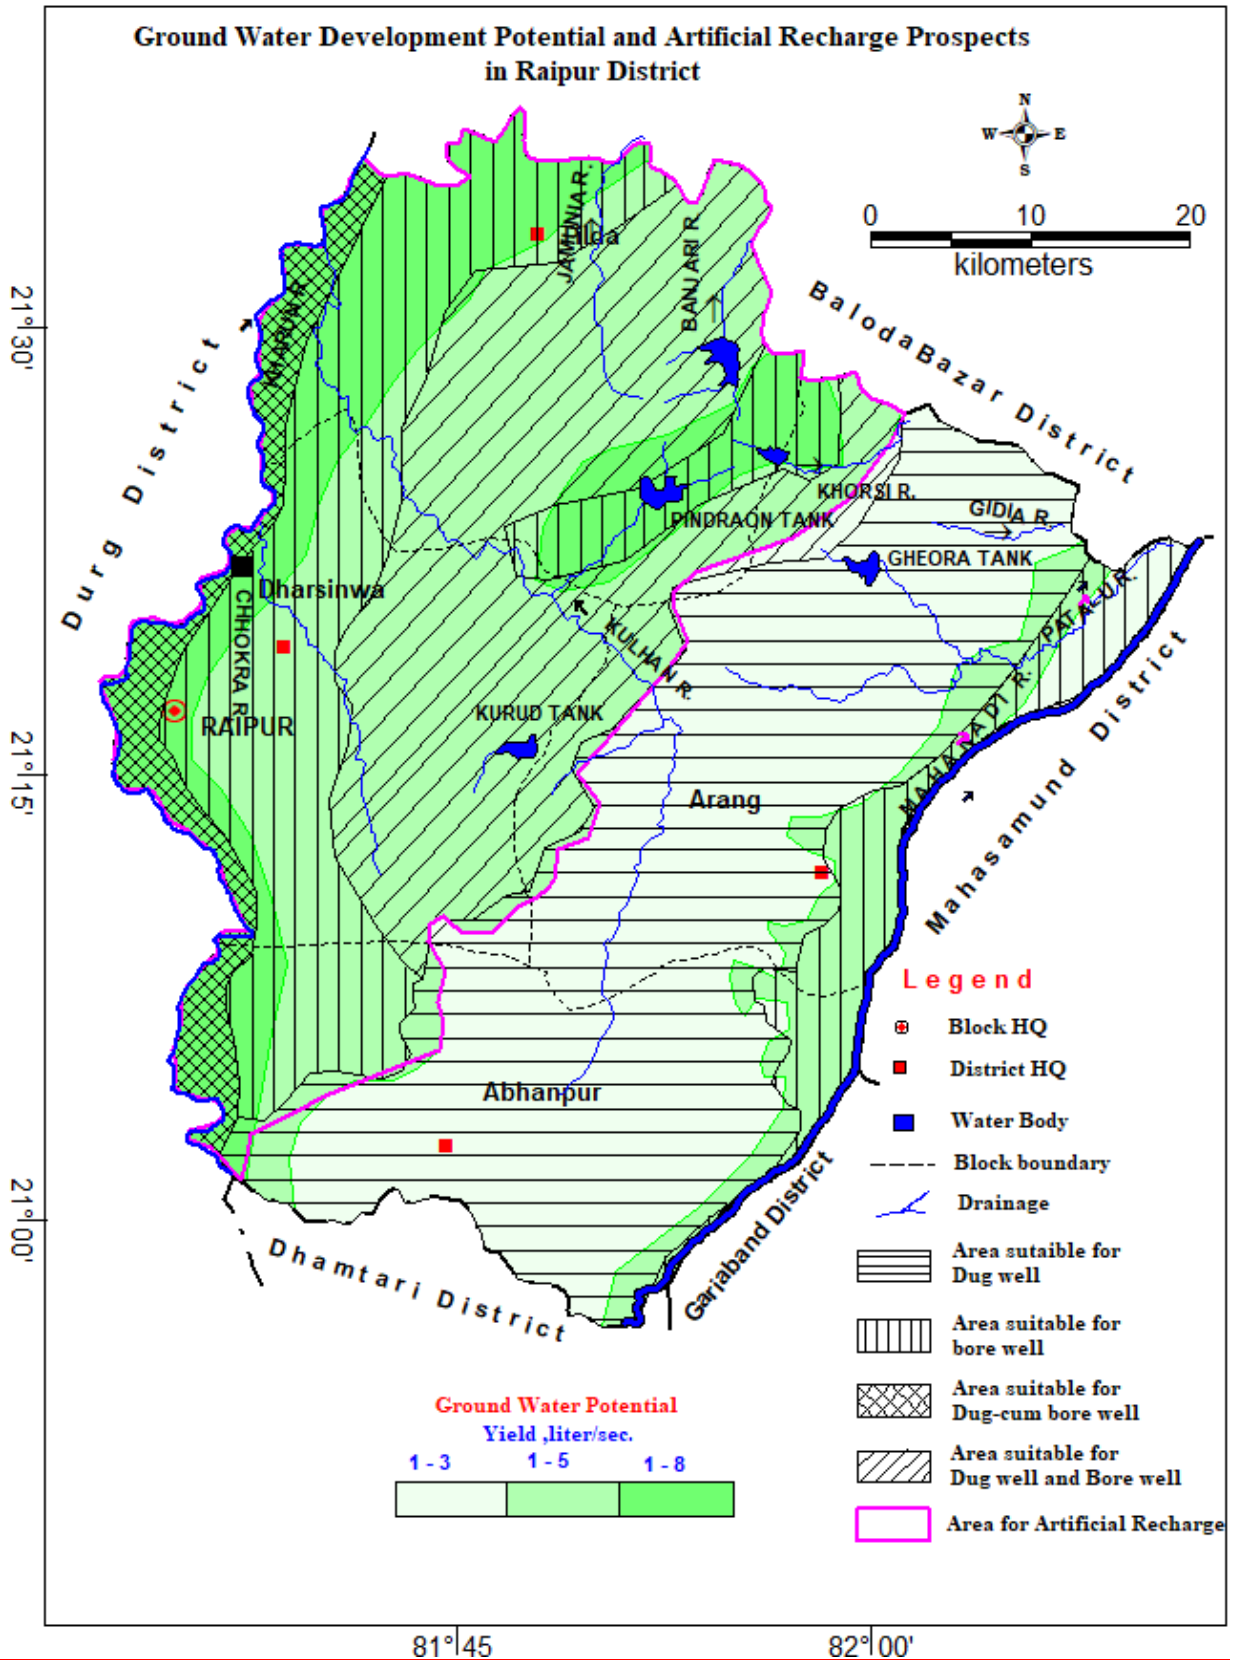 Ground Water Development Potential and Artificial Recharge Prospects
in Raipur District
N
W E
S
0 10 20
kilometers
21°30'
21°15'
21°00'
81°45
82°00'
Durg District
BalodaBazar District
Mahasamund District
Gariaband District
Dhamtari District
KHARUN R.
JAMUNIA R.
Tilda
BANJARI R.
KHORSI R.
PINDRAON TANK
GIDIA R.
GHEORA TANK
PATALU R.
Dharsinwa
CHHOKRA R.
KULHAN R.
RAIPUR
KURUD TANK
MAHANADI R.
Arang
Abhanpur
Legend
Block HQ
District HQ
Water Body
Block boundary
Drainage
Area sutaible for
Dug well
Area suitable for
bore well
Area suitable for
Dug-cum bore well
Area suitable for
Dug well and Bore well
Area for Artificial Recharge
Ground Water Potential
Yield ,liter/sec.
1 - 3 1 - 5 1 - 8